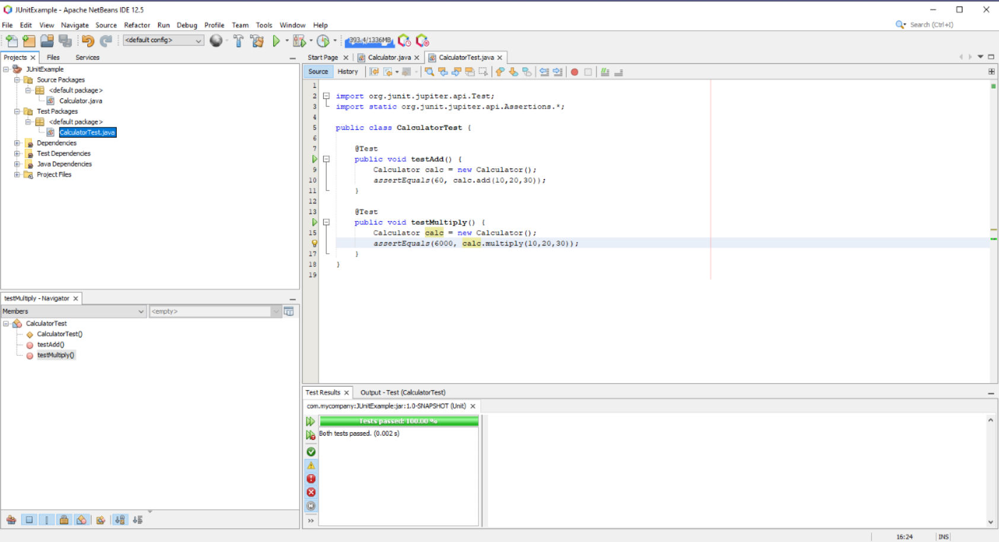 JUnitExample - Apache NetBeans IDE 12.5
File Edit View Navigate Source Refactor Run Debug Profile Team Tools Window Help
Search (Ctrl+I)
<default config>
393.4/1336MB
Projects Files Services
JUnitExample
Source Packages
<default package>
Calculator.java
Test Packages
<default package>
CalculatorTest.java
Dependencies
Test Dependencies
Java Dependencies
Project Files
testMultiply - Navigator
Members <empty>
CalculatorTest
CalculatorTest()
testAdd()
testMultiply()
Start Page Calculator.java CalculatorTest.java
Source History
1
2 import org.junit.jupiter.api.Test;
3 import static org.junit.jupiter.api.Assertions.*;
4
5 public class CalculatorTest {
6
7 @Test
public void testAdd() {
9 Calculator calc = new Calculator();
10 assertEquals(60, calc.add(10,20,30));
11 }
12
13 @Test
public void testMultiply() {
15 Calculator calc = new Calculator();
assertEquals(6000, calc.multiply(10,20,30));
17 }
18 }
19
Test Results Output - Test (CalculatorTest)
com.mycompany:JUnitExample:jar:1.0-SNAPSHOT (Unit)
Tests passed: 100.00 %
Both tests passed. (0.002 s)
16:24 INS